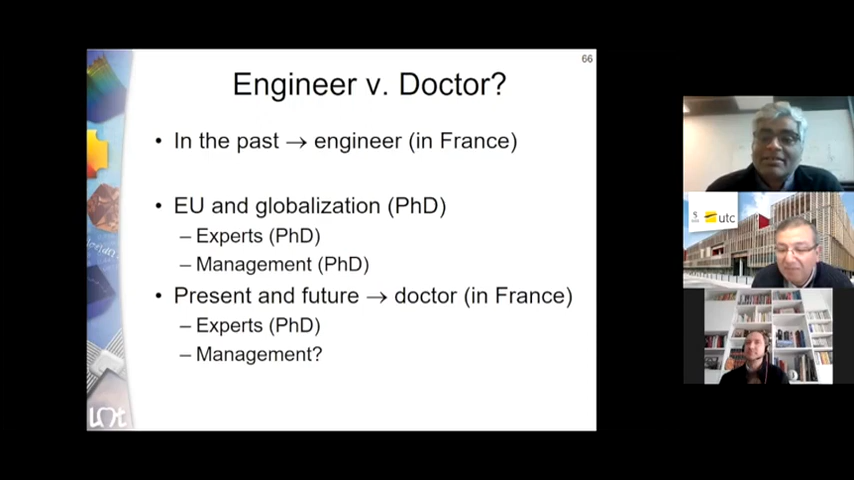 66
Engineer v. Doctor?
• In the past → engineer (in France)
• EU and globalization (PhD)
– Experts (PhD)
– Management (PhD)
• Present and future → doctor (in France)
– Experts (PhD)
– Management?
utc